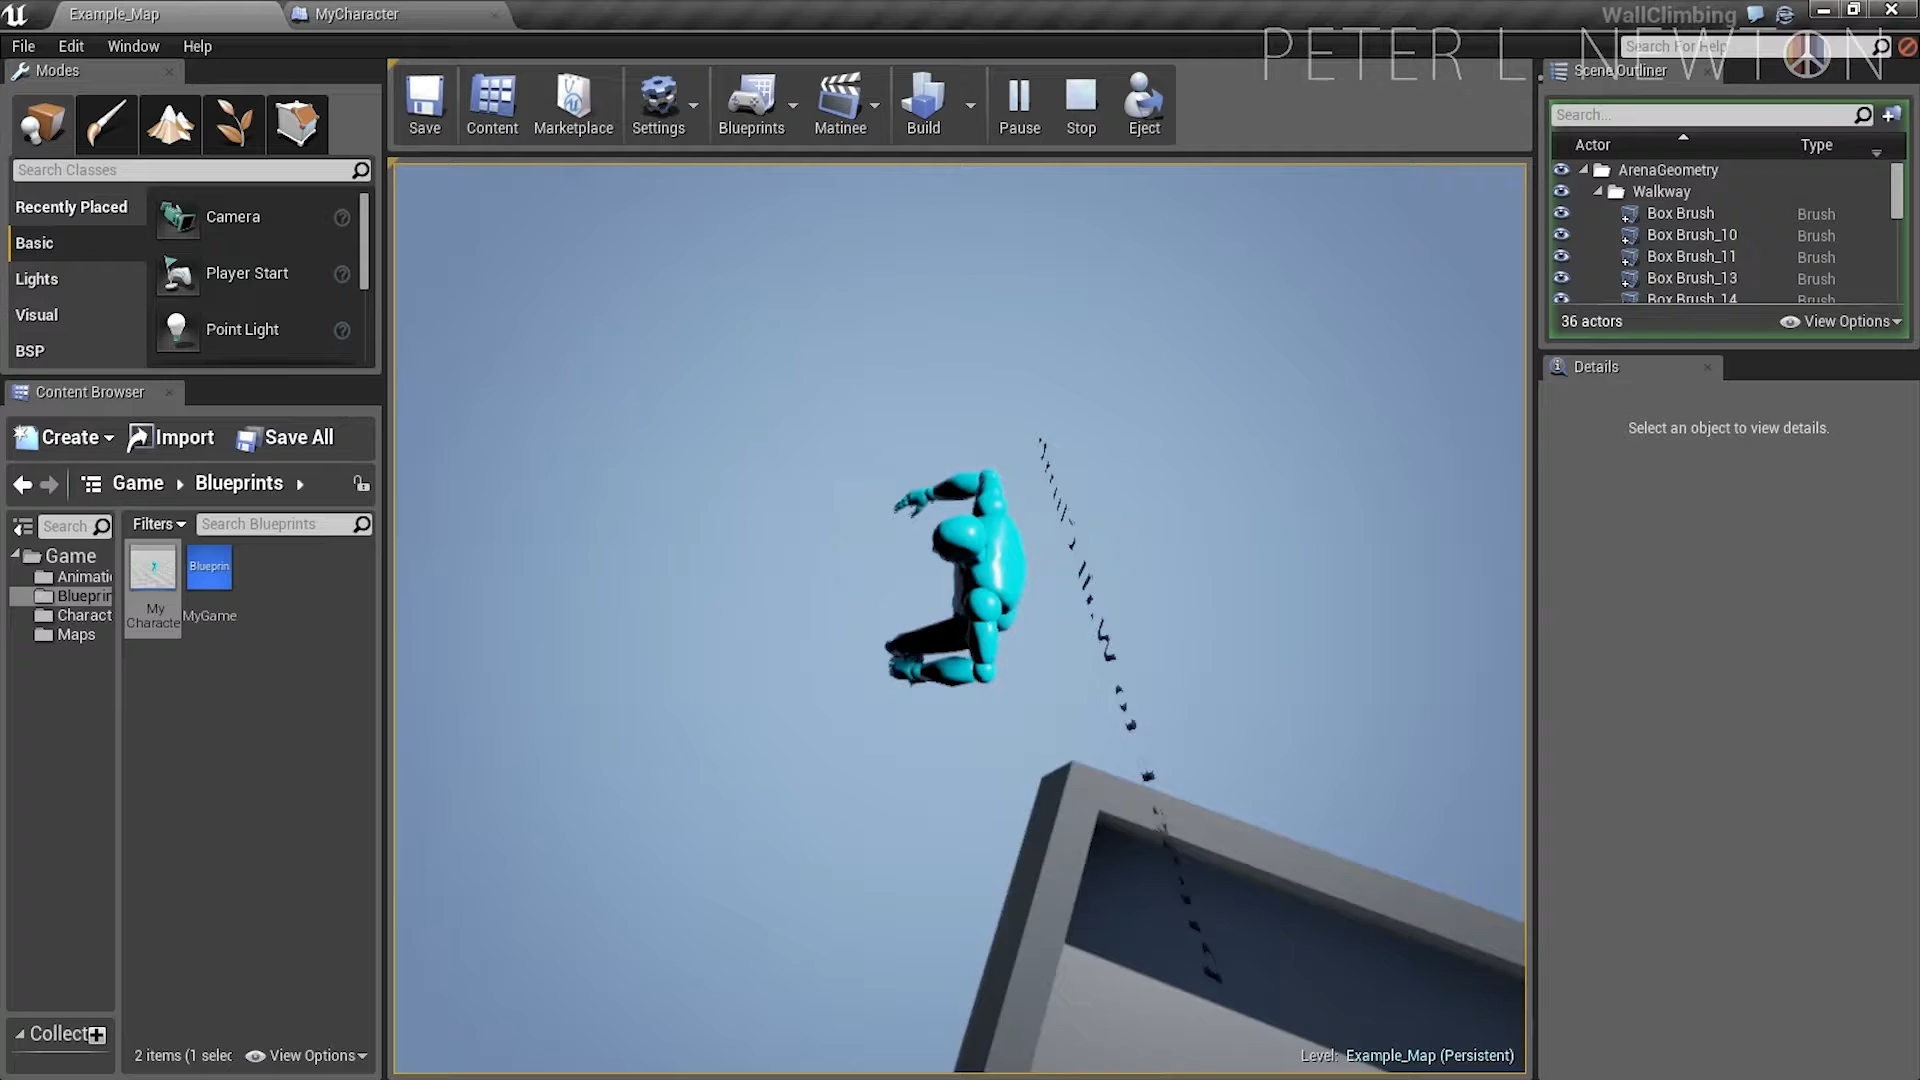 Example_Map
MyCharacter
WallClimbing
File Edit Window Help
Search For Help
PETER L NEWTON
Modes
Save Content Marketplace Settings Blueprints Matinee Build Pause Stop Eject
Search Classes
Recently Placed
Basic
Lights
Visual
BSP
Camera
Player Start
Point Light
Content Browser
Create Import Save All
Game Blueprints
Search
Filters
Search Blueprints
Game
Animati
Blueprin
Charact
Maps
My
Characte
Blueprin
MyGame
Collect
2 items (1 selec
View Options
Level: Example_Map (Persistent)
Scene Outliner
Search...
Actor Type
ArenaGeometry
Walkway
Box Brush Brush
Box Brush_10 Brush
Box Brush_11 Brush
Box Brush_13 Brush
Box Brush_14 Brush
36 actors
View Options
Details
Select an object to view details.